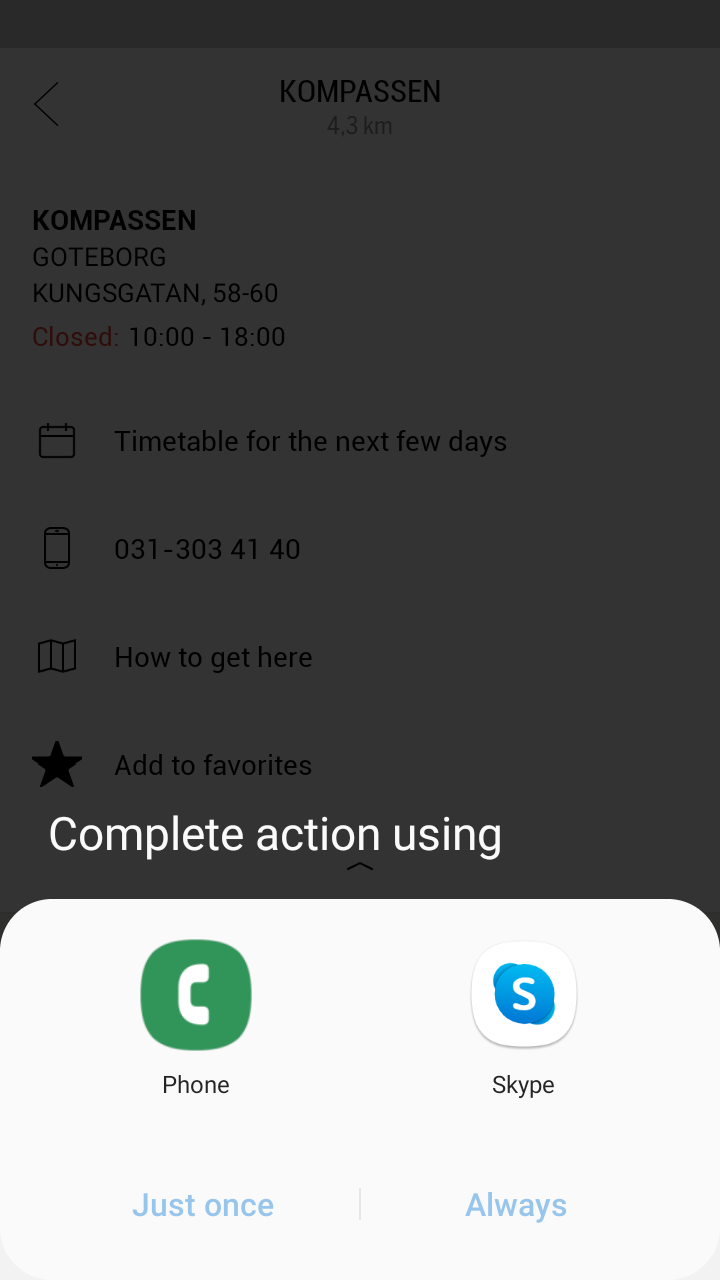 KOMPASSEN
4,3 km
KOMPASSEN
GOTEBORG
KUNGSGATAN, 58-60
Closed: 10:00 - 18:00
Timetable for the next few days
031-303 41 40
How to get here
Add to favorites
Complete action using
S
Phone
Skype
Just once
Always